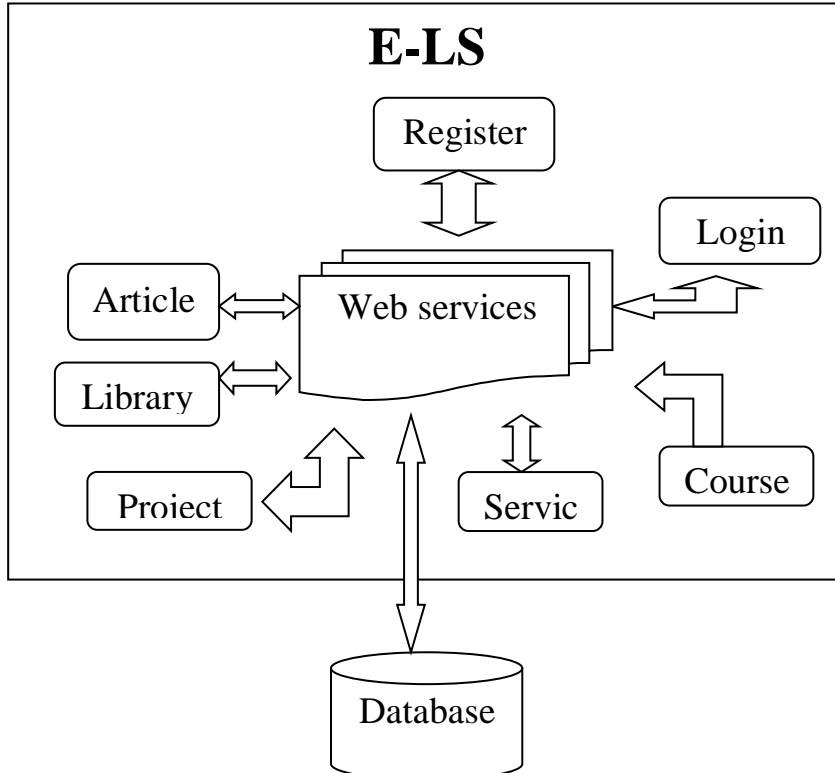 E-LS
Register
Login
Article
Web services
Library
Project
Servic
Course
Database